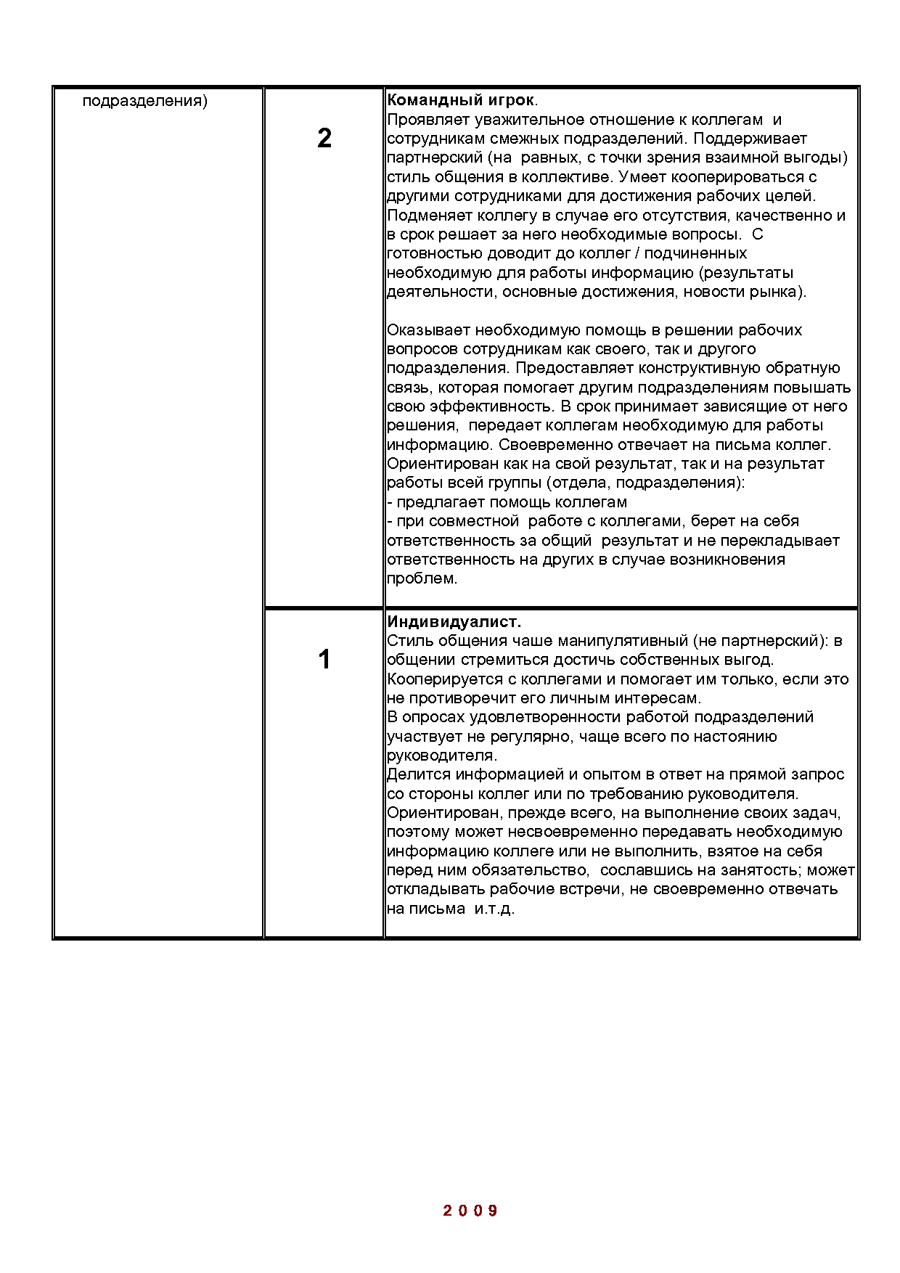 подразделения)
2
Командный игрок.
Проявляет уважительное отношение к коллегам и
сотрудникам смежных подразделений. Поддерживает
партнерский (на равных, с точки зрения взаимной выгоды)
стиль общения в коллективе. Умеет кооперироваться с
другими сотрудниками для достижения рабочих целей.
Подменяет коллегу в случае его отсутствия, качественно и
в срок решает за него необходимые вопросы. С
готовностью доводит до коллег / подчиненных
необходимую для работы информацию (результаты
деятельности, основные достижения, новости рынка).
Оказывает необходимую помощь в решении рабочих
вопросов сотрудникам как своего, так и другого
подразделения. Предоставляет конструктивную обратную
связь, которая помогает другим подразделениям повышать
свою эффективность. В срок принимает зависящие от него
решения, передает коллегам необходимую для работы
информацию. Своевременно отвечает на письма коллег.
Ориентирован как на свой результат, так и на результат
работы всей группы (отдела, подразделения):
- предлагает помощь коллегам
- при совместной работе с коллегами, берет на себя
ответственность за общий результат и не перекладывает
ответственность на других в случае возникновения
проблем.
1
Индивидуалист.
Стиль общения чаше манипулятивный (не партнерский): в
общении стремиться достичь собственных выгод.
Кооперируется с коллегами и помогает им только, если это
не противоречит его личным интересам.
В опросах удовлетворенности работой подразделений
участвует не регулярно, чаще всего по настоянию
руководителя.
Делится информацией и опытом в ответ на прямой запрос
со стороны коллег или по требованию руководителя.
Ориентирован, прежде всего, на выполнение своих задач,
поэтому может несвоевременно передавать необходимую
информацию коллеге или не выполнить, взятое на себя
перед ним обязательство, сославшись на занятость; может
откладывать рабочие встречи, не своевременно отвечать
на письма и.т.д.
2009